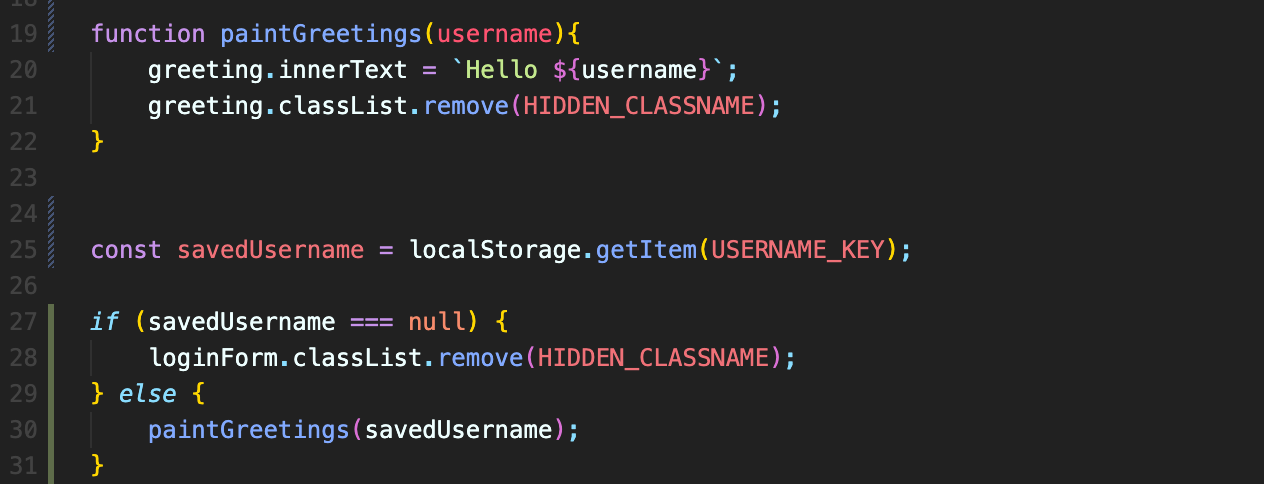 18
19 function paintGreetings(username){
20     greeting.innerText = `Hello ${username}`;
21     greeting.classList.remove(HIDDEN_CLASSNAME);
22 }
23
24
25 const savedUsername = localStorage.getItem(USERNAME_KEY);
26
27 if (savedUsername === null) {
28     loginForm.classList.remove(HIDDEN_CLASSNAME);
29 } else {
30     paintGreetings(savedUsername);
31 }